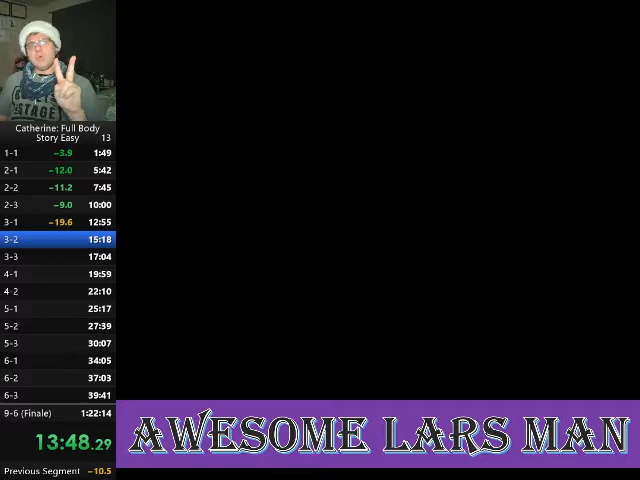 Catherine: Full Body
Story Easy 13
1-1 −3.9 1:49
2-1 −12.0 5:42
2-2 −11.2 7:45
2-3 −9.0 10:00
3-1 −19.6 12:55
3-2 15:18
3-3 17:04
4-1 19:59
4-2 22:10
5-1 25:17
5-2 27:39
5-3 30:07
6-1 34:05
6-2 37:03
6-3 39:41
9-6 (Finale) 1:22:14
13:48.29
Previous Segment −10.5
AWESOME LARS MAN